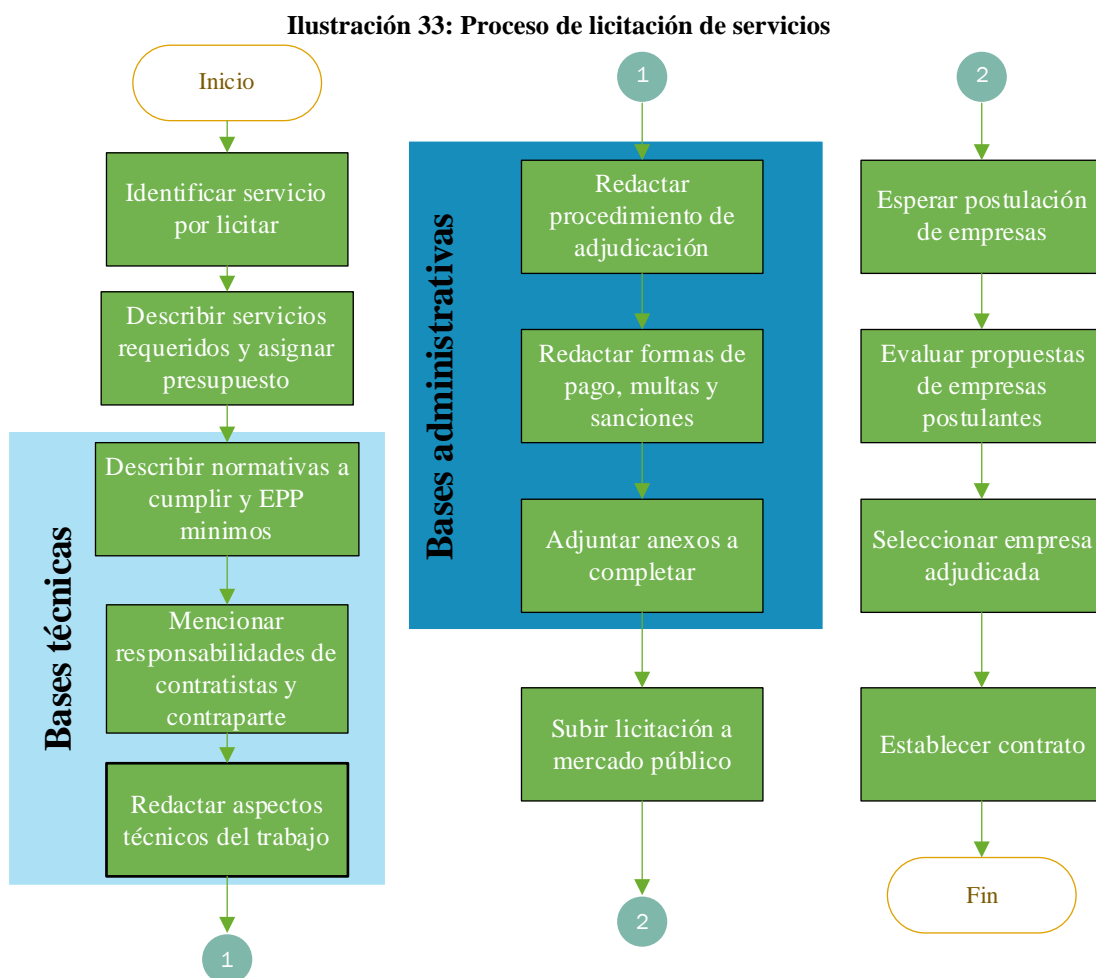 Ilustración 33: Proceso de licitación de servicios
Inicio
Identificar servicio
por licitar
Describir servicios
requeridos y asignar
presupuesto
Bases técnicas
Describir normativas a
cumplir y EPP
minimos
Mencionar
responsabilidades de
contratistas y
contraparte
Redactar aspectos
técnicos del trabajo
1
1
Bases administrativas
Redactar
procedimiento de
adjudicación
Redactar formas de
pago, multas y
sanciones
Adjuntar anexos a
completar
Subir licitación a
mercado público
2
2
Esperar postulación
de empresas
Evaluar propuestas
de empresas
postulantes
Seleccionar empresa
adjudicada
Establecer contrato
Fin